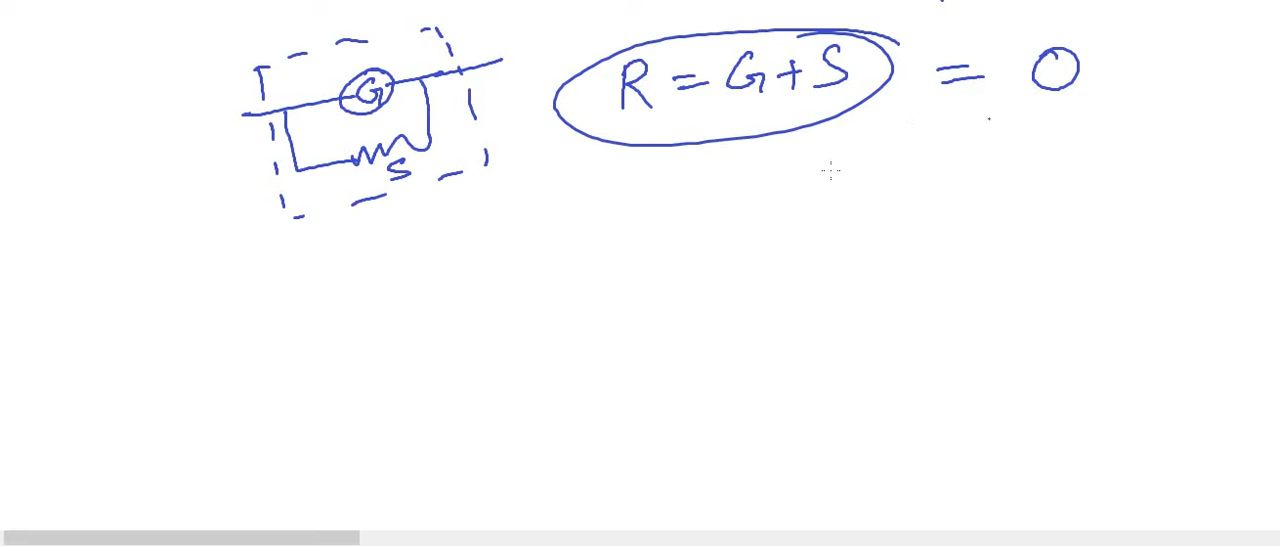 G
R = G + S = 0
S